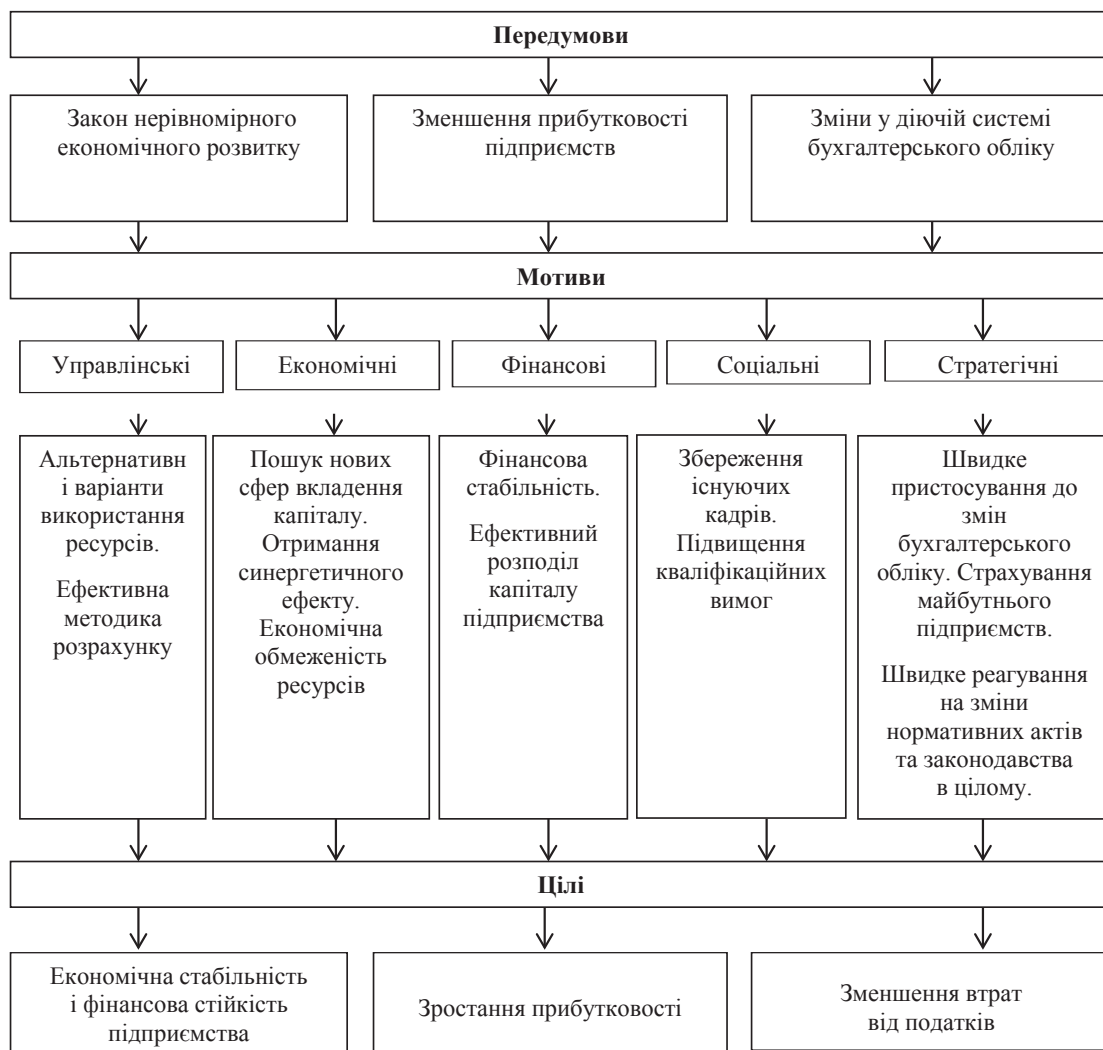 Передумови
Закон нерівномірного
економічного розвитку
Зменшення прибутковості
підприємств
Зміни у діючій системі
бухгалтерського обліку
Мотиви
Управлінські
Економічні
Фінансові
Соціальні
Стратегічні
Альтернативн
і варіанти
використання
ресурсів.
Ефективна
методика
розрахунку
Пошук нових
сфер вкладення
капіталу.
Отримання
синергетичного
ефекту.
Економічна
обмеженість
ресурсів
Фінансова
стабільність.
Ефективний
розподіл
капіталу
підприємства
Збереження
існуючих
кадрів.
Підвищення
кваліфікаційних
вимог
Швидке
пристосування до
змін
бухгалтерського
обліку. Страхування
майбутнього
підприємств.
Швидке реагування
на зміни
нормативних актів
та законодавства
в цілому.
Цілі
Економічна стабільність
і фінансова стійкість
підприємства
Зростання прибутковості
Зменшення втрат
від податків